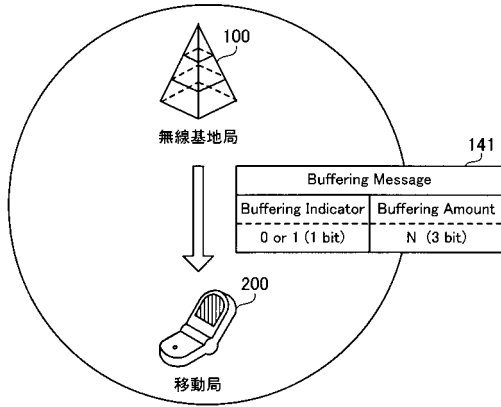 100
無線基地局
141
Buffering Message
Buffering Indicator
Buffering Amount
0 or 1 (1 bit)
N (3 bit)
200
移動局